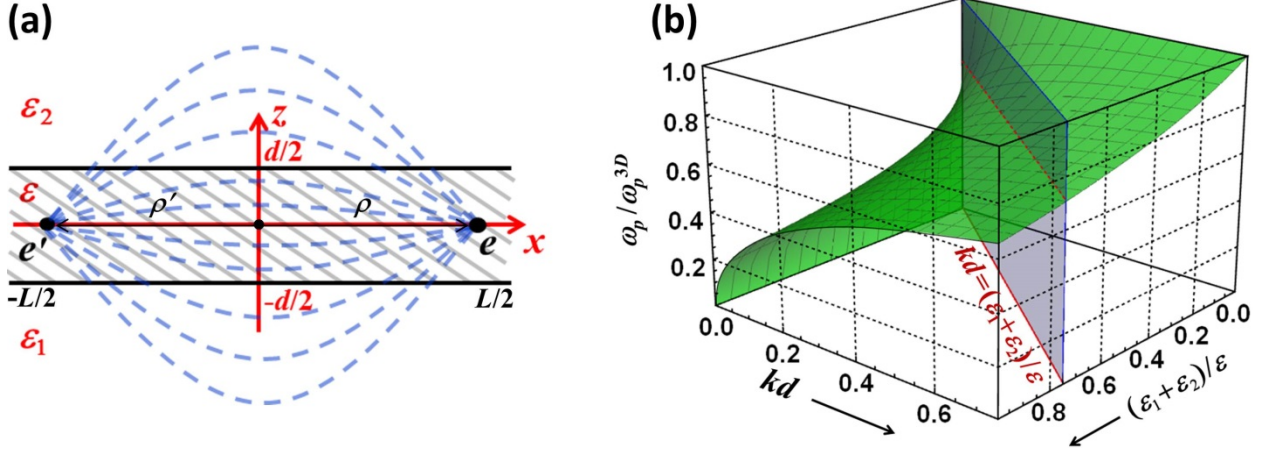 (a)
ε₂
z
d/2
ε
ρ′
ρ
e′
e
x
-L/2
-d/2
L/2
ε₁
(b)
1.0
0.8
0.6
0.4
0.2
ωₚ/ωₚ³ᴰ
0.0
0.2
0.4
0.6
kd
kd=(ε₁+ε₂)/ε
0.0
0.2
0.4
0.6
0.8
(ε₁+ε₂)/ε